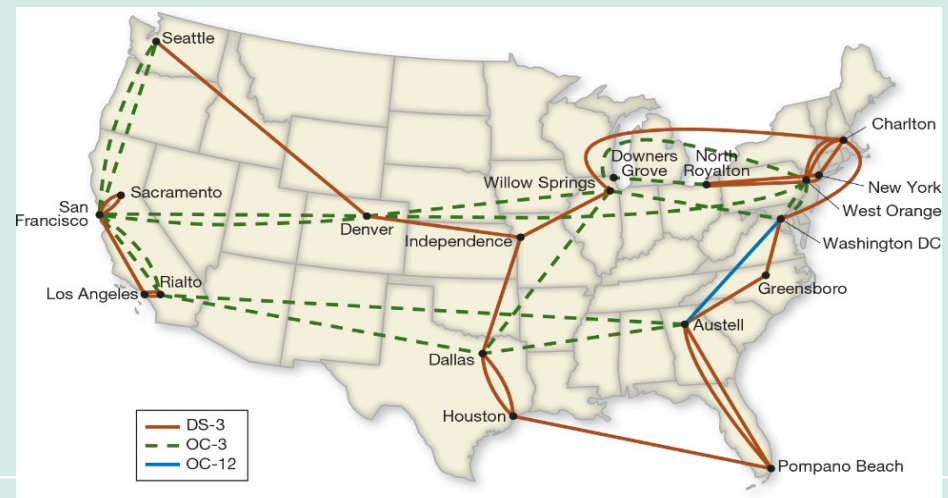 Seattle
Charlton
Downers
Grove
North
Royalton
Willow Springs
New York
Sacramento
West Orange
San
Francisco
Denver
Independence
Washington DC
Rialto
Los Angeles
Greensboro
Austell
Dallas
Houston
DS-3
OC-3
OC-12
Pompano Beach